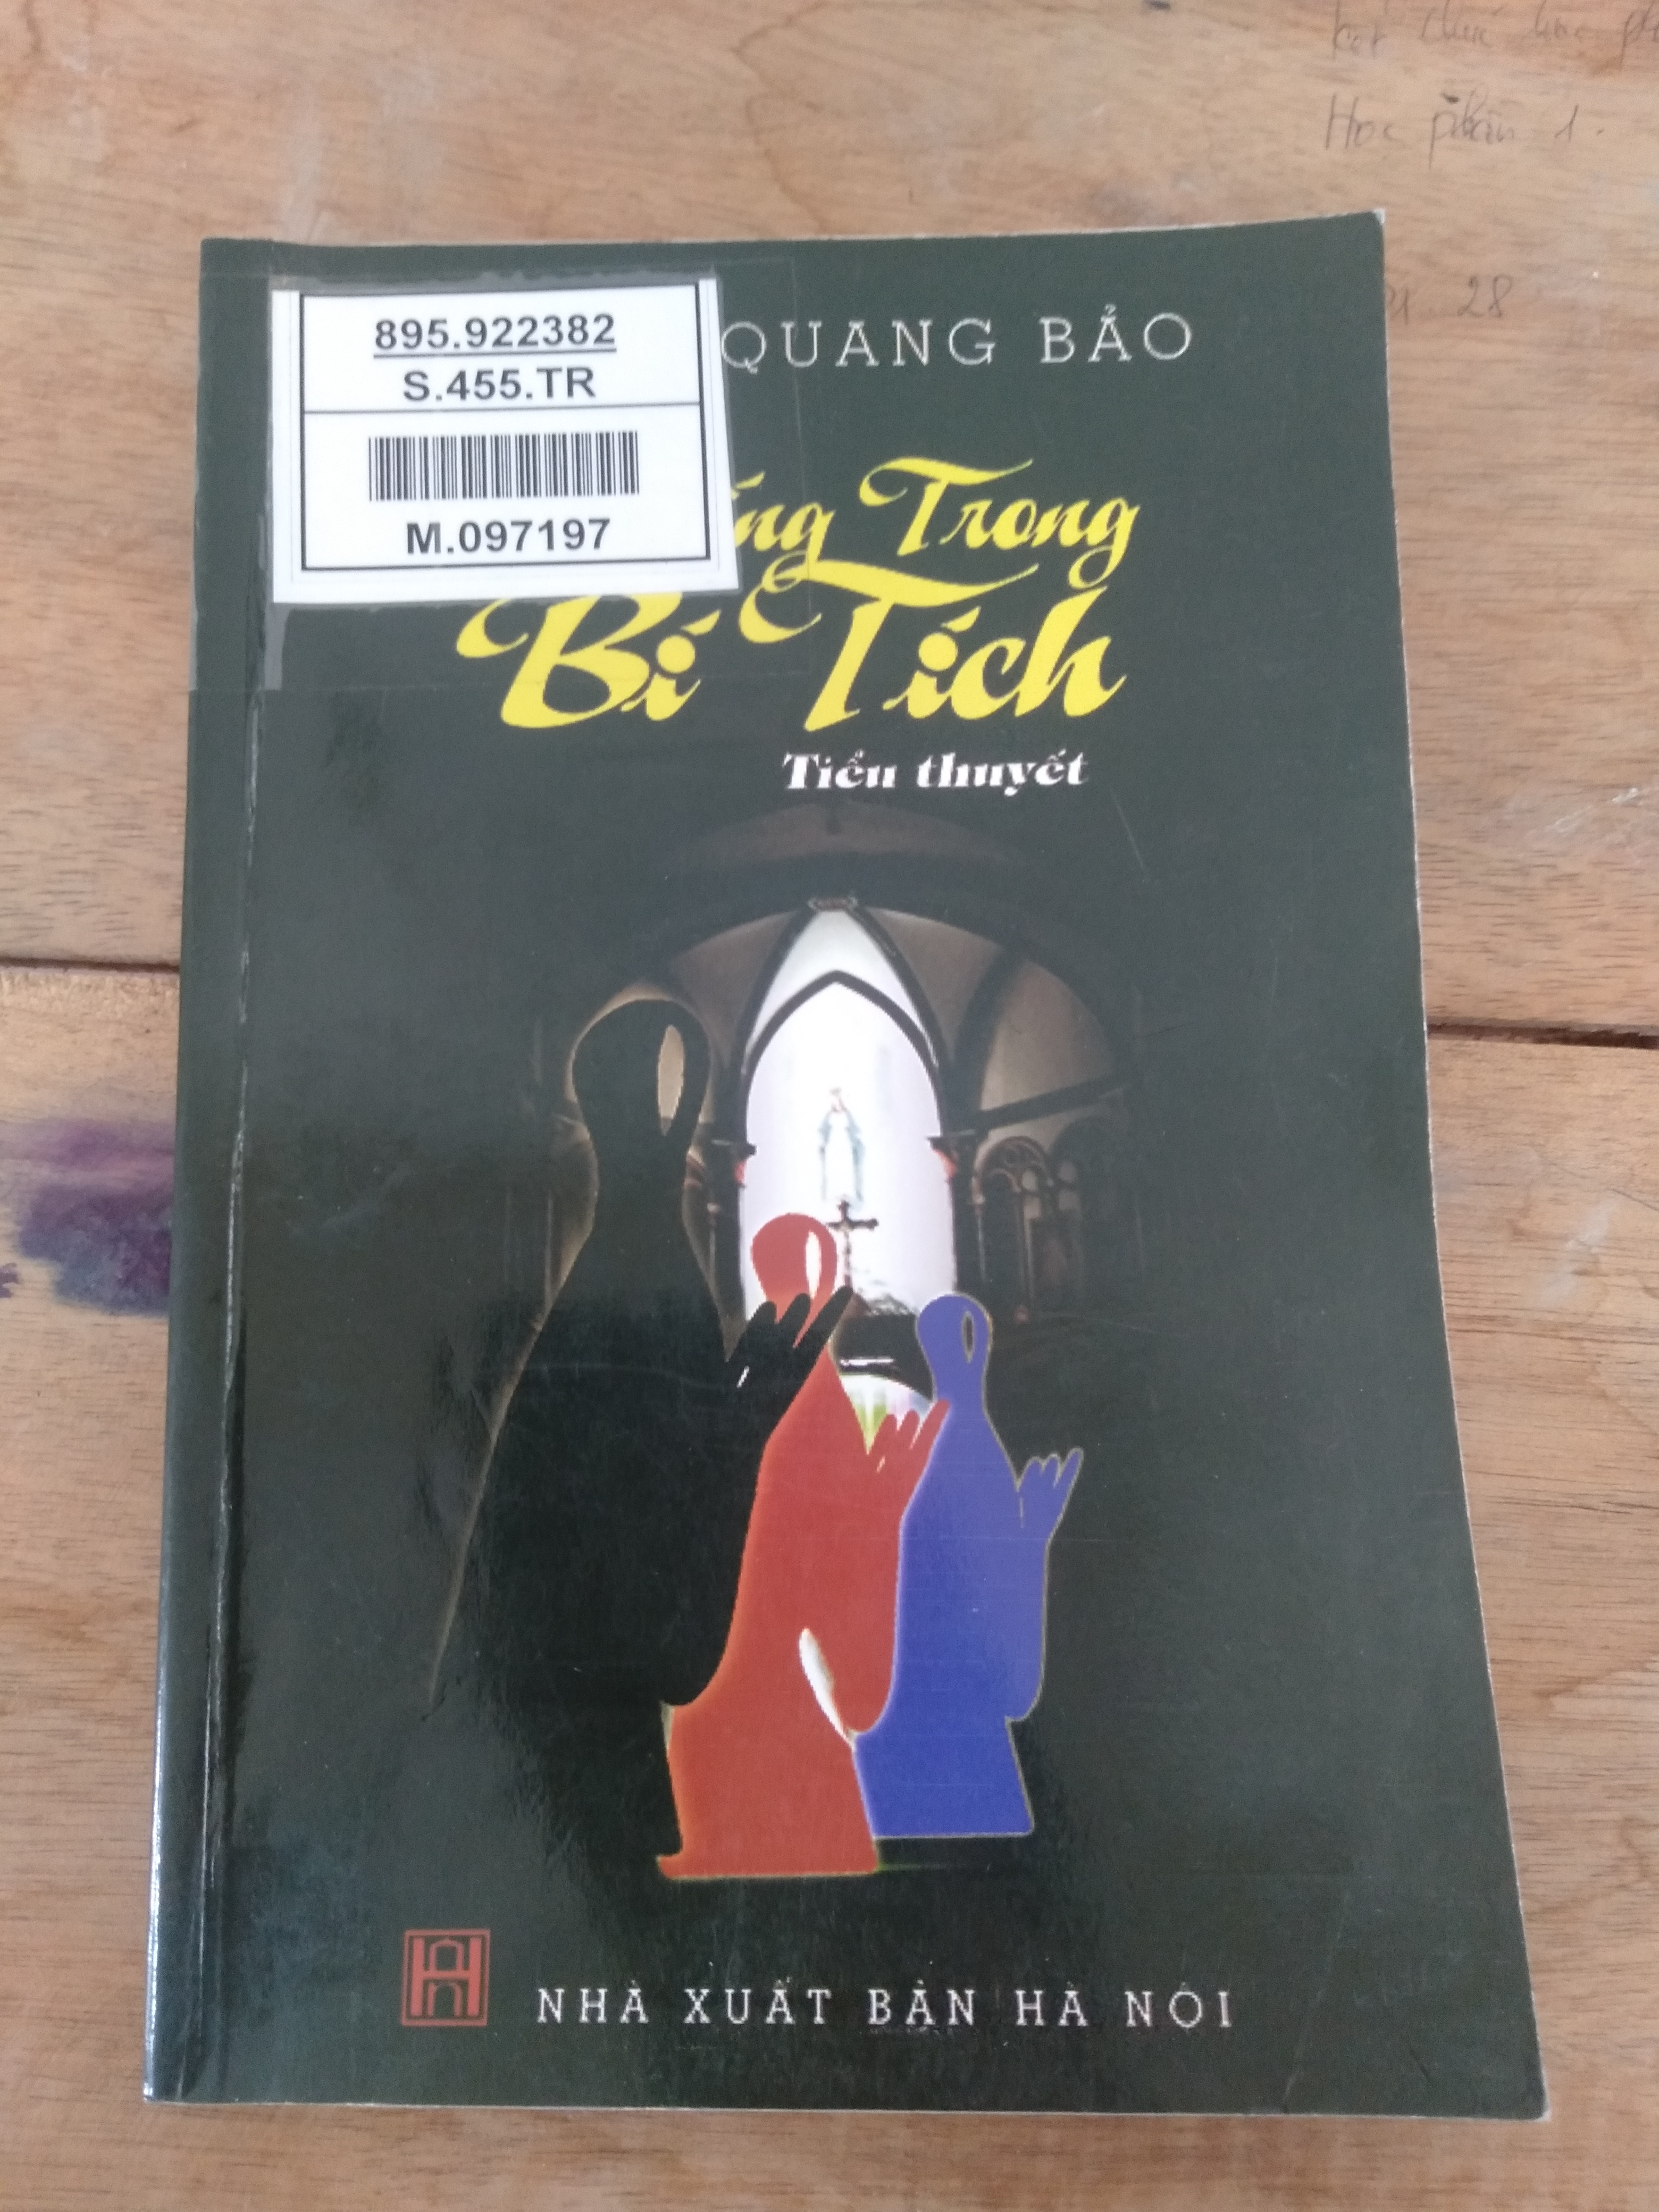 Học phần 1.
28
895.922382
S.455.TR
M.097197
QUANG BẢO
Trong
Bí Tích
Tiểu thuyết
NHÀ XUẤT BẢN HÀ NỘI